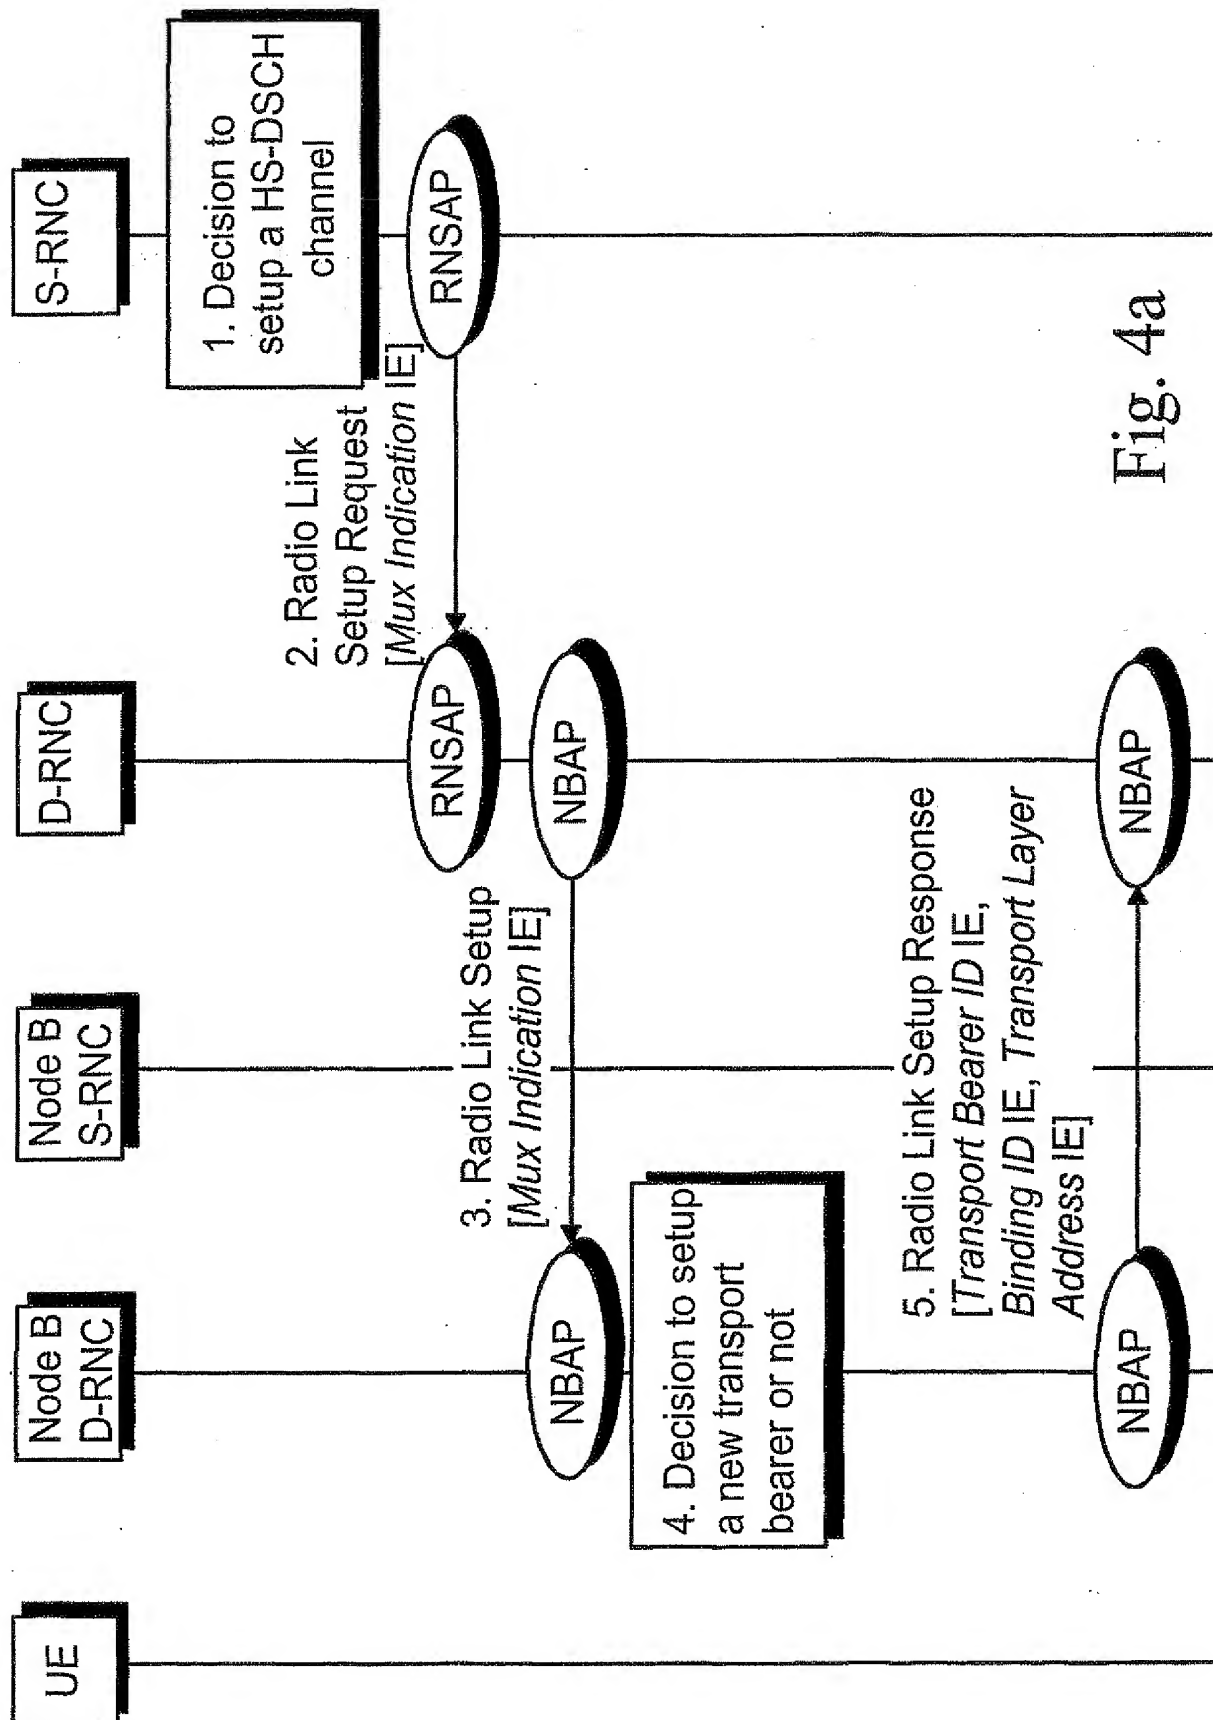 UE
Node B
D-RNC
Node B
S-RNC
D-RNC
S-RNC
1. Decision to
setup a HS-DSCH
channel
RNSAP
2. Radio Link
Setup Request
[Mux Indication IE]
RNSAP
NBAP
3. Radio Link Setup
[Mux Indication IE]
NBAP
4. Decision to setup
a new transport
bearer or not
5. Radio Link Setup Response
[Transport Bearer ID IE,
Binding ID IE, Transport Layer
Address IE]
NBAP
NBAP
Fig. 4a